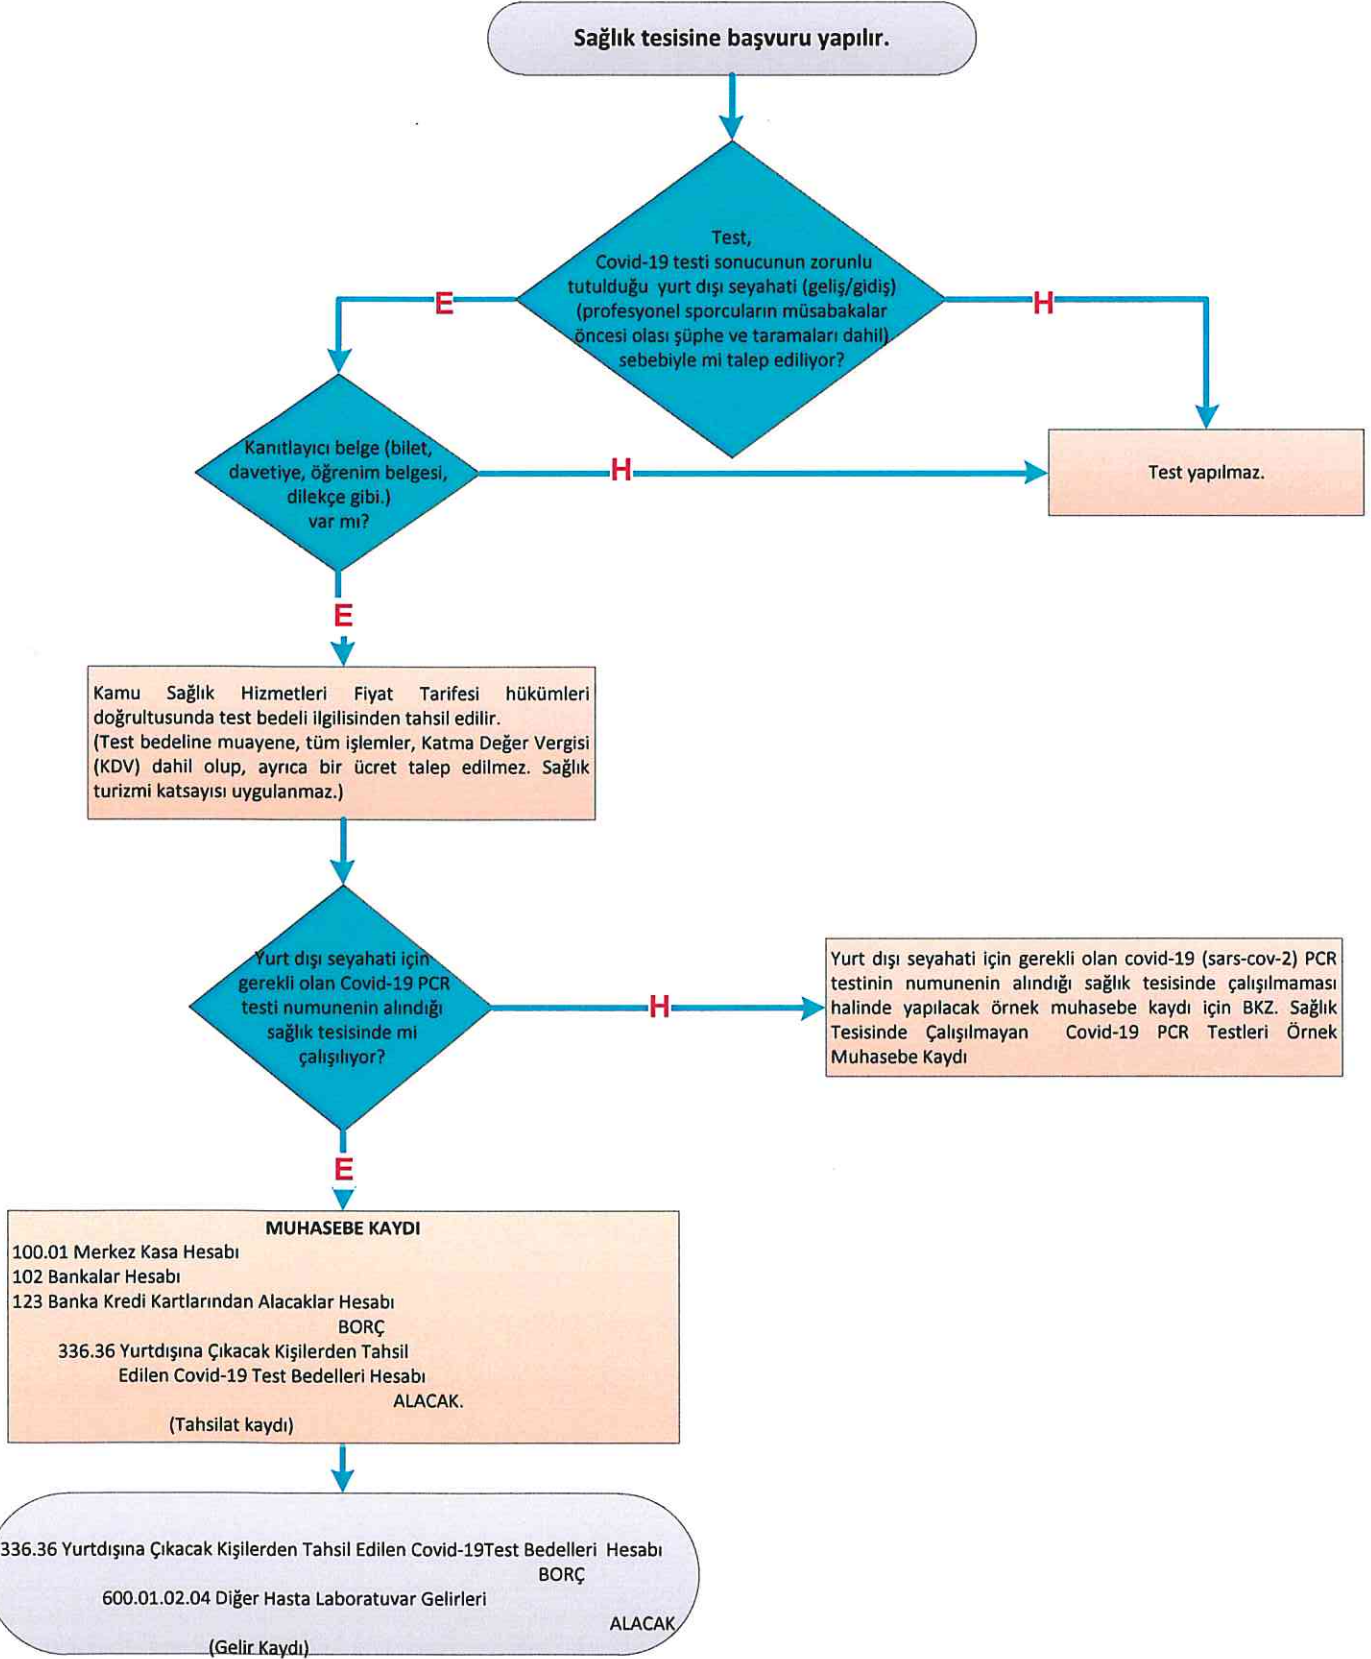 Sağlık tesisine başvuru yapılır.
Test,
Covid-19 testi sonucunun zorunlu
tutulduğu yurt dışı seyahati (geliş/gidiş)
(profesyonel sporcuların müsabakalar
öncesi olası şüphe ve taramaları dahil)
sebebiyle mi talep ediliyor?
E
H
Kanıtlayıcı belge (bilet,
davetiye, öğrenim belgesi,
dilekçe gibi.)
var mı?
H
Test yapılmaz.
E
Kamu Sağlık Hizmetleri Fiyat Tarifesi hükümleri
doğrultusunda test bedeli ilgilisinden tahsil edilir.
(Test bedeline muayene, tüm işlemler, Katma Değer Vergisi
(KDV) dahil olup, ayrıca bir ücret talep edilmez. Sağlık
turizmi katsayısı uygulanmaz.)
Yurt dışı seyahati için
gerekli olan Covid-19 PCR
testi numunenin alındığı
sağlık tesisinde mi
çalışılıyor?
H
Yurt dışı seyahati için gerekli olan covid-19 (sars-cov-2) PCR
testinin numunenin alındığı sağlık tesisinde çalışılmaması
halinde yapılacak örnek muhasebe kaydı için BKZ. Sağlık
Tesisinde Çalışılmayan Covid-19 PCR Testleri Örnek
Muhasebe Kaydı
E
MUHASEBE KAYDI
100.01 Merkez Kasa Hesabı
102 Bankalar Hesabı
123 Banka Kredi Kartlarından Alacaklar Hesabı
BORÇ
336.36 Yurtdışına Çıkacak Kişilerden Tahsil
Edilen Covid-19 Test Bedelleri Hesabı
ALACAK.
(Tahsilat kaydı)
336.36 Yurtdışına Çıkacak Kişilerden Tahsil Edilen Covid-19Test Bedelleri Hesabı
BORÇ
600.01.02.04 Diğer Hasta Laboratuvar Gelirleri
ALACAK
(Gelir Kaydı)